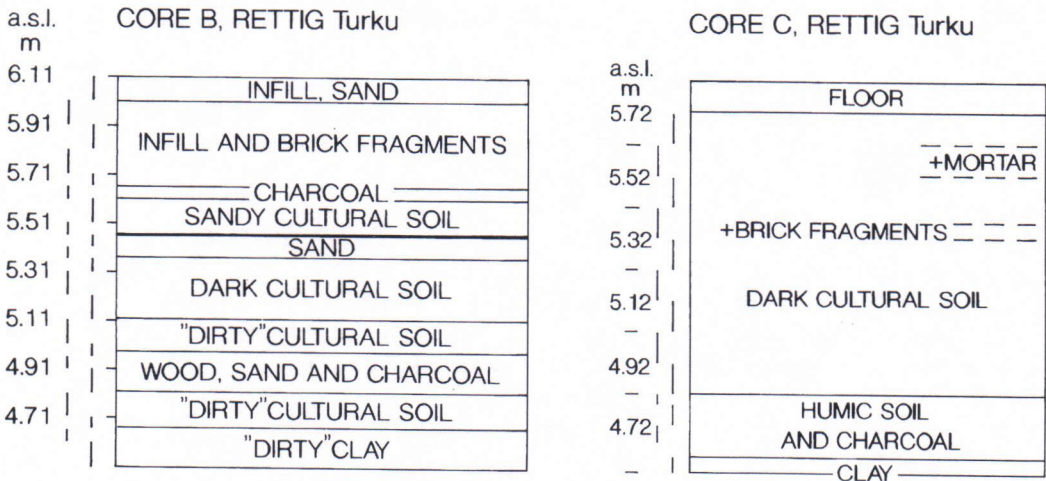 a.s.l.
m
CORE B, RETTIG Turku
6.11
INFILL, SAND
5.91
INFILL AND BRICK FRAGMENTS
5.71
CHARCOAL
SANDY CULTURAL SOIL
5.51
SAND
5.31
DARK CULTURAL SOIL
5.11
"DIRTY" CULTURAL SOIL
4.91
WOOD, SAND AND CHARCOAL
"DIRTY" CULTURAL SOIL
4.71
"DIRTY" CLAY
CORE C, RETTIG Turku
a.s.l.
m
FLOOR
5.72
+MORTAR
5.52
+BRICK FRAGMENTS
5.32
DARK CULTURAL SOIL
5.12
4.92
HUMIC SOIL
4.72
AND CHARCOAL
CLAY